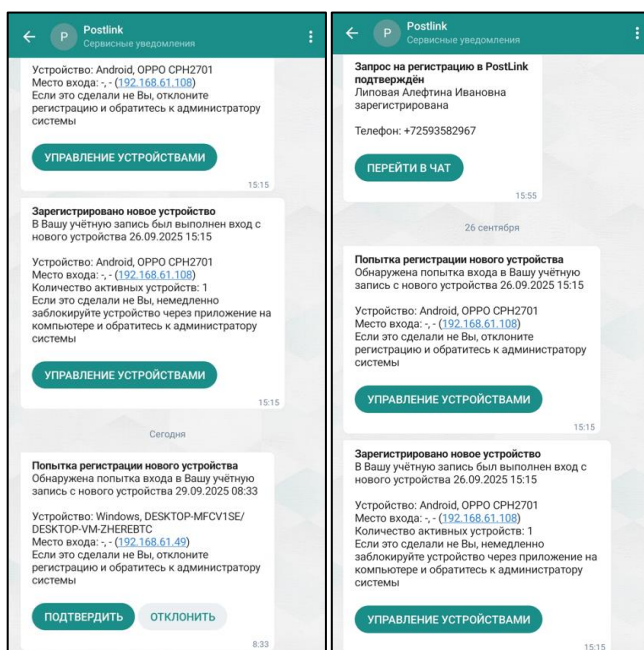 Postlink
Сервисные уведомления
Устройство: Android, OPPO CPH2701
Место входа: -, - (192.168.61.108)
Если это сделали не Вы, отклоните
регистрацию и обратитесь к администратору
системы
УПРАВЛЕНИЕ УСТРОЙСТВАМИ
15:15
Зарегистрировано новое устройство
В Вашу учётную запись был выполнен вход с
нового устройства 26.09.2025 15:15
Устройство: Android, OPPO CPH2701
Место входа: -, - (192.168.61.108)
Количество активных устройств: 1
Если это сделали не Вы, немедленно
заблокируйте устройство через приложение на
компьютере и обратитесь к администратору
системы
УПРАВЛЕНИЕ УСТРОЙСТВАМИ
15:15
Сегодня
Попытка регистрации нового устройства
Обнаружена попытка входа в Вашу учётную
запись с нового устройства 29.09.2025 08:33
Устройство: Windows, DESKTOP-MFCV1SE/
DESKTOP-VM-ZHEREBTC
Место входа: -, - (192.168.61.49)
Если это сделали не Вы, отклоните
регистрацию и обратитесь к администратору
системы
ПОДТВЕРДИТЬ
ОТКЛОНИТЬ
8:33
Postlink
Сервисные уведомления
Запрос на регистрацию в PostLink
подтверждён
Липовая Алефтина Ивановна
зарегистрирована
Телефон: +72593582967
ПЕРЕЙТИ В ЧАТ
15:55
26 сентября
Попытка регистрации нового устройства
Обнаружена попытка входа в Вашу учётную
запись с нового устройства 26.09.2025 15:15
Устройство: Android, OPPO CPH2701
Место входа: -, - (192.168.61.108)
Если это сделали не Вы, отклоните
регистрацию и обратитесь к администратору
системы
УПРАВЛЕНИЕ УСТРОЙСТВАМИ
15:15
Зарегистрировано новое устройство
В Вашу учётную запись был выполнен вход с
нового устройства 26.09.2025 15:15
Устройство: Android, OPPO CPH2701
Место входа: -, - (192.168.61.108)
Количество активных устройств: 1
Если это сделали не Вы, немедленно
заблокируйте устройство через приложение на
компьютере и обратитесь к администратору
системы
УПРАВЛЕНИЕ УСТРОЙСТВАМИ
15:15